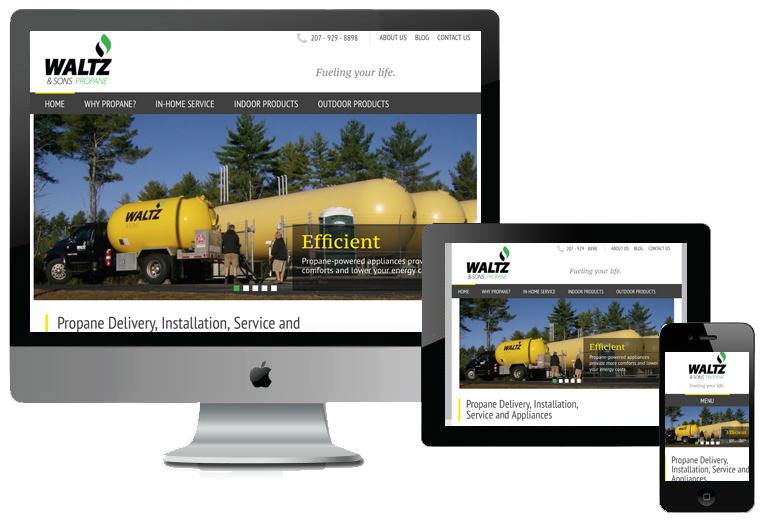 207 - 929 - 8898 ABOUT US BLOG CONTACT US
WALTZ
& SONS PROPANE
Fueling your life.
HOME WHY PROPANE? IN-HOME SERVICE INDOOR PRODUCTS OUTDOOR PRODUCTS
WALTZ
& SONS
Efficient
Propane-powered appliances prov
comforts and lower your energy c
Propane Delivery, Installation, Service and
207 - 929 - 8898 ABOUT US BLOG CONTACT US
WALTZ
& SONS PROPANE
Fueling your life.
HOME WHY PROPANE? IN-HOME SERVICE INDOOR PRODUCTS OUTDOOR PRODUCTS
WALTZ
Efficient
Propane-powered appliances
provide more comforts and lower
your energy costs.
Propane Delivery, Installation,
Service and Appliances
WALTZ
& SONS PROPANE
Fueling your life.
MENU
WALTZ
Efficient
Propane Delivery,
Installation, Service and
Appliances